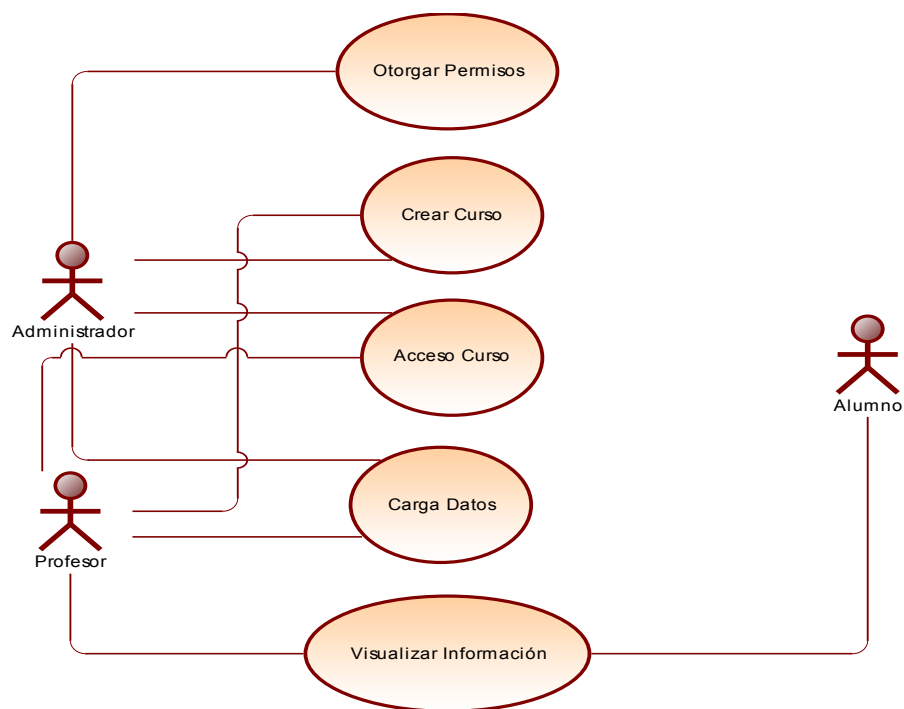 Otorgar Permisos
Crear Curso
Administrador
Acceso Curso
Alumno
Carga Datos
Profesor
Visualizar Información